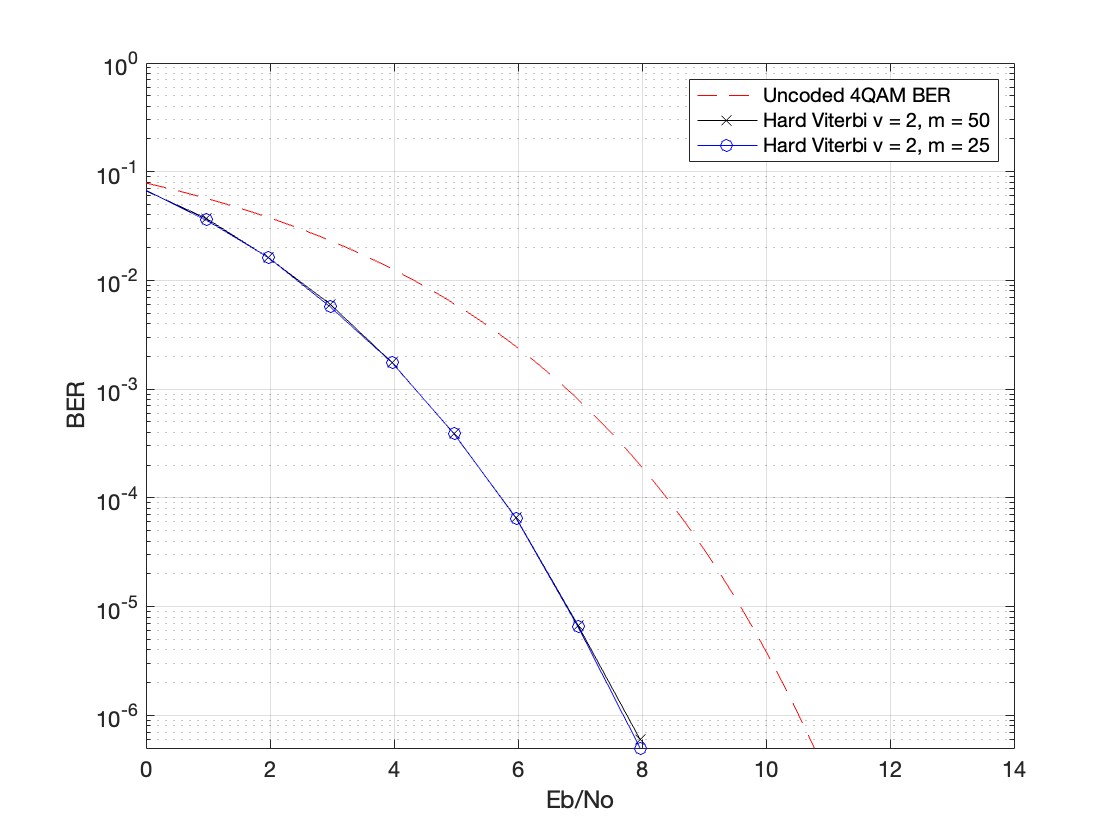 Uncoded 4QAM BER
Hard Viterbi v = 2, m = 50
Hard Viterbi v = 2, m = 25
10^0
10^-1
10^-2
10^-3
10^-4
10^-5
10^-6
BER
0 2 4 6 8 10 12 14
Eb/No